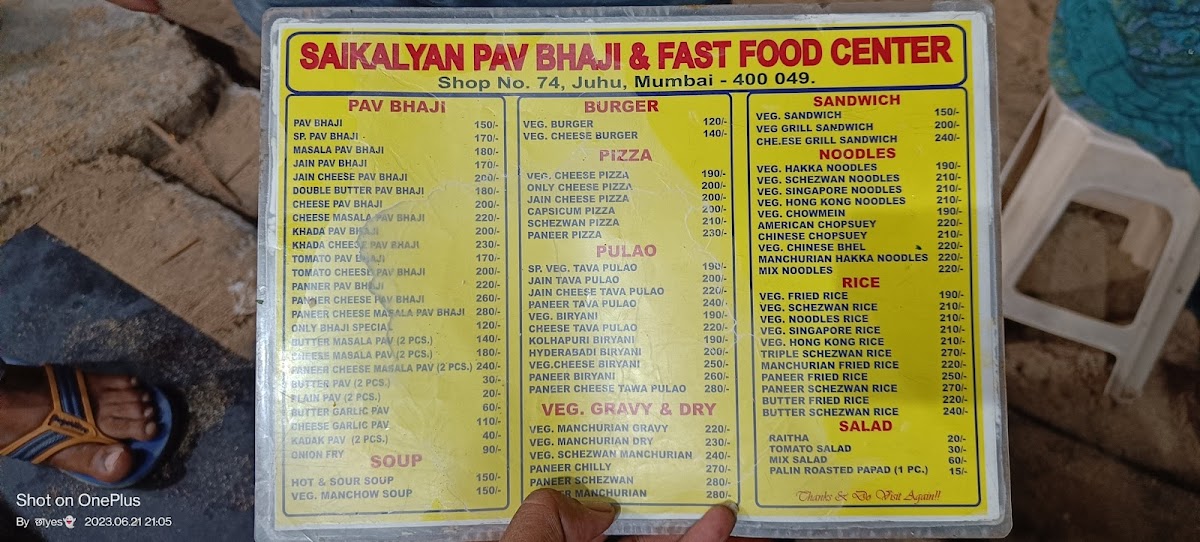 SAIKALYAN PAV BHAJI & FAST FOOD CENTER
Shop No. 74, Juhu, Mumbai - 400 049.
PAV BHAJI
PAV BHAJI 150/-
SP. PAV BHAJI 170/-
MASALA PAV BHAJI 180/-
JAIN PAV BHAJI 170/-
JAIN CHEESE PAV BHAJI 200/-
DOUBLE BUTTER PAV BHAJI 180/-
CHEESE PAV BHAJI 200/-
CHEESE MASALA PAV BHAJI 220/-
KHADA PAV BHAJI 200/-
KHADA CHEESE PAV BHAJI 230/-
TOMATO PAV BHAJI 170/-
TOMATO CHEESE PAV BHAJI 200/-
PANNER PAV BHAJI 220/-
PANNER CHEESE PAV BHAJI 260/-
PANEER CHEESE MASALA PAV BHAJI 280/-
ONLY BHAJI SPECIAL 120/-
BUTTER MASALA PAV (2 PCS.) 140/-
CHEESE MASALA PAV (2 PCS.) 180/-
PANEER CHEESE MASALA PAV (2 PCS.) 240/-
BUTTER PAV (2 PCS.) 30/-
PLAIN PAV (2 PCS.) 20/-
BUTTER GARLIC PAV 60/-
CHEESE GARLIC PAV 110/-
KADAK PAV (2 PCS.) 40/-
ONION FRY 90/-
SOUP
HOT & SOUR SOUP 150/-
VEG. MANCHOW SOUP 150/-
BURGER
VEG. BURGER 120/-
VEG. CHEESE BURGER 140/-
PIZZA
VEG. CHEESE PIZZA 190/-
ONLY CHEESE PIZZA 200/-
JAIN CHEESE PIZZA 200/-
CAPSICUM PIZZA 200/-
SCHEZWAN PIZZA 210/-
PANEER PIZZA 230/-
PULAO
SP. VEG. TAVA PULAO 190/-
JAIN TAVA PULAO 200/-
JAIN CHEESE TAVA PULAO 220/-
PANEER TAVA PULAO 240/-
VEG. BIRYANI 190/-
CHEESE TAVA PULAO 220/-
KOLHAPURI BIRYANI 190/-
HYDERABADI BIRYANI 200/-
VEG.CHEESE BIRYANI 250/-
PANEER BIRYANI 260/-
PANEER CHEESE TAWA PULAO 280/-
VEG. GRAVY & DRY
VEG. MANCHURIAN GRAVY 220/-
VEG. MANCHURIAN DRY 230/-
VEG. SCHEZWAN MANCHURIAN 240/-
PANEER CHILLY 270/-
PANEER SCHEZWAN 280/-
MANCHURIAN 280/-
SANDWICH
VEG. SANDWICH 150/-
VEG GRILL SANDWICH 200/-
CHE.ESE GRILL SANDWICH 240/-
NOODLES
VEG. HAKKA NOODLES 190/-
VEG. SCHEZWAN NOODLES 210/-
VEG. SINGAPORE NOODLES 210/-
VEG. HONG KONG NOODLES 210/-
VEG. CHOWMEIN 190/-
AMERICAN CHOPSUEY 220/-
CHINESE CHOPSUEY 210/-
VEG. CHINESE BHEL 220/-
MANCHURIAN HAKKA NOODLES 220/-
MIX NOODLES 220/-
RICE
VEG. FRIED RICE 190/-
VEG. SCHEZWAN RICE 210/-
VEG. NOODLES RICE 210/-
VEG. SINGAPORE RICE 210/-
VEG. HONG KONG RICE 210/-
TRIPLE SCHEZWAN RICE 270/-
MANCHURIAN FRIED RICE 220/-
PANEER FRIED RICE 250/-
PANEER SCHEZWAN RICE 270/-
BUTTER FRIED RICE 220/-
BUTTER SCHEZWAN RICE 240/-
SALAD
RAITHA 20/-
TOMATO SALAD 30/-
MIX SALAD 60/-
PALIN ROASTED PAPAD (1 PC.) 15/-
Thanks & Do Visit Again!!
Shot on OnePlus
By 2023.06.21 21:05